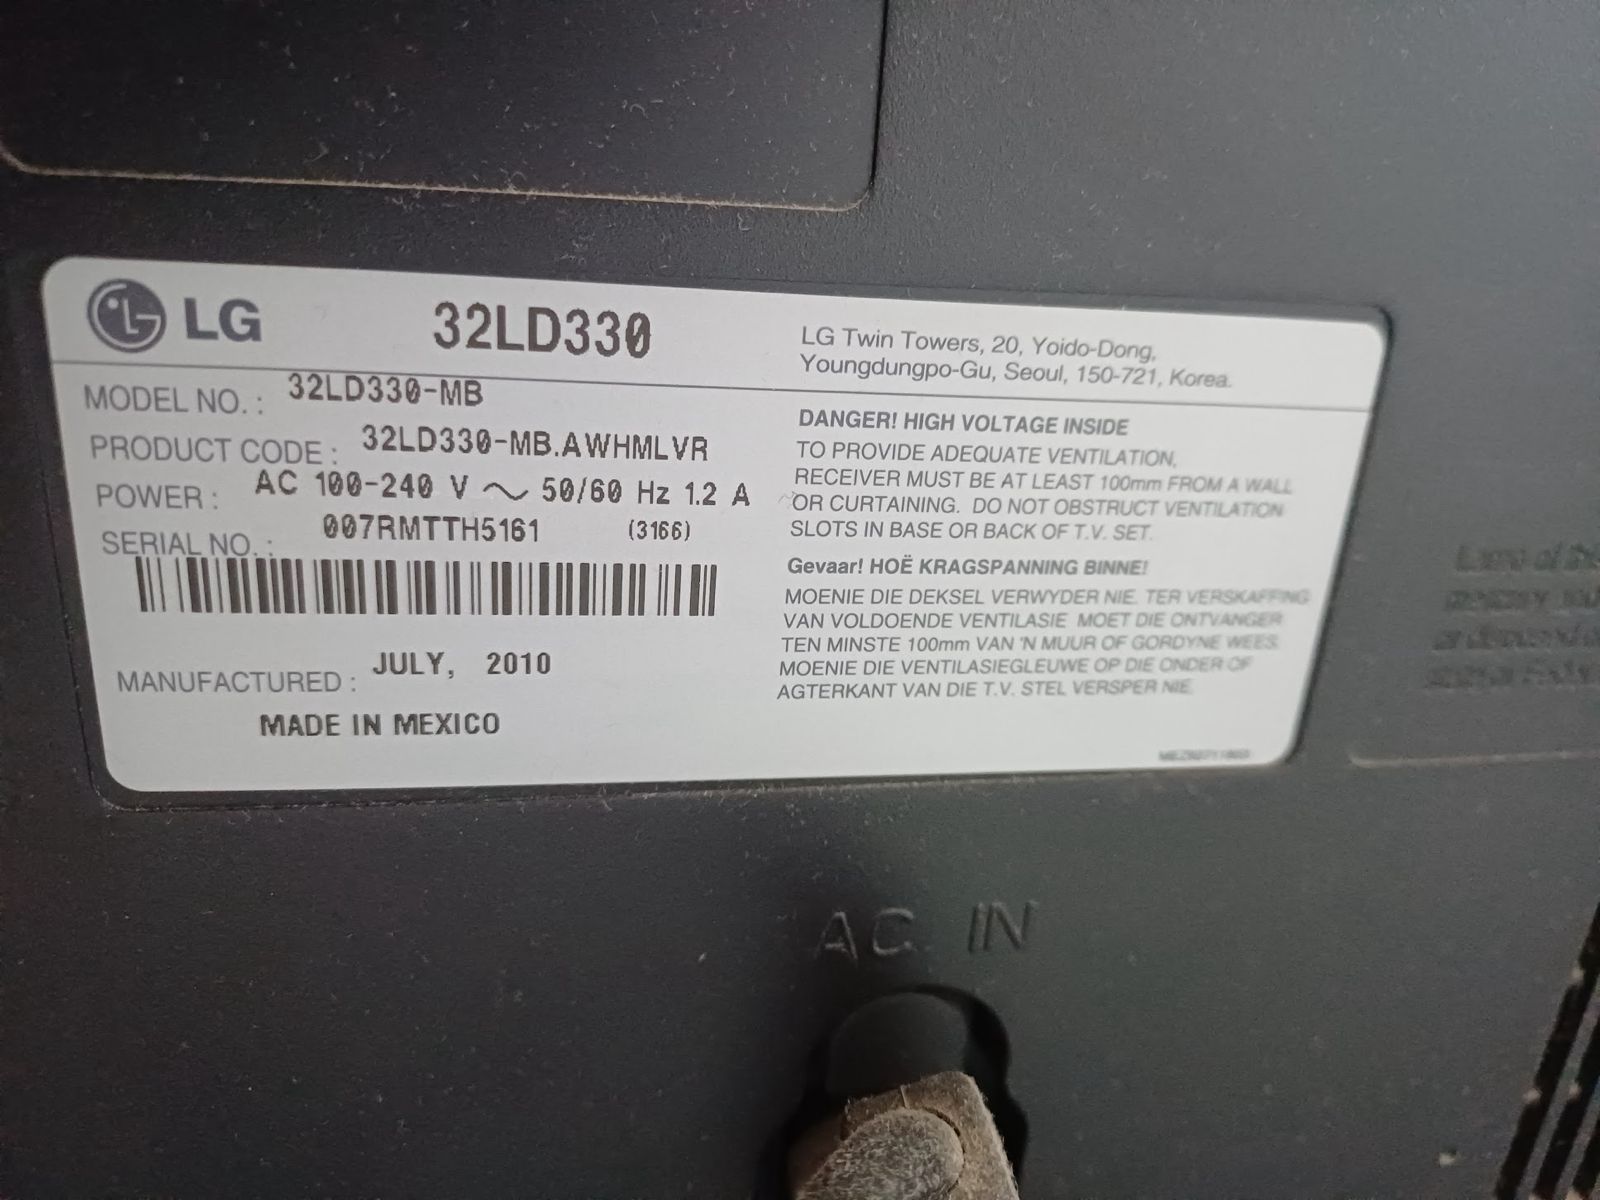 LG 32LD330
LG Twin Towers, 20, Yoido-Dong,
Youngdungpo-Gu, Seoul, 150-721, Korea.
MODEL NO. : 32LD330-MB
PRODUCT CODE : 32LD330-MB.AWHMLVR
POWER : AC 100-240 V ~ 50/60 Hz 1.2 A
SERIAL NO. : 007RMTTH5161 (3166)
MANUFACTURED : JULY, 2010
MADE IN MEXICO
DANGER! HIGH VOLTAGE INSIDE
TO PROVIDE ADEQUATE VENTILATION,
RECEIVER MUST BE AT LEAST 100mm FROM A WALL
OR CURTAINING. DO NOT OBSTRUCT VENTILATION
SLOTS IN BASE OR BACK OF T.V. SET.
Gevaar! HOË KRAGSPANNING BINNE!
MOENIE DIE DEKSEL VERWYDER NIE. TER VERSKAFFING
VAN VOLDOENDE VENTILASIE MOET DIE ONTVANGER
TEN MINSTE 100mm VAN 'N MUUR OF GORDYNE WEES.
MOENIE DIE VENTILASIEGLEUWE OP DIE ONDER OF
AGTERKANT VAN DIE T.V. STEL VERSPER NIE.
AC IN